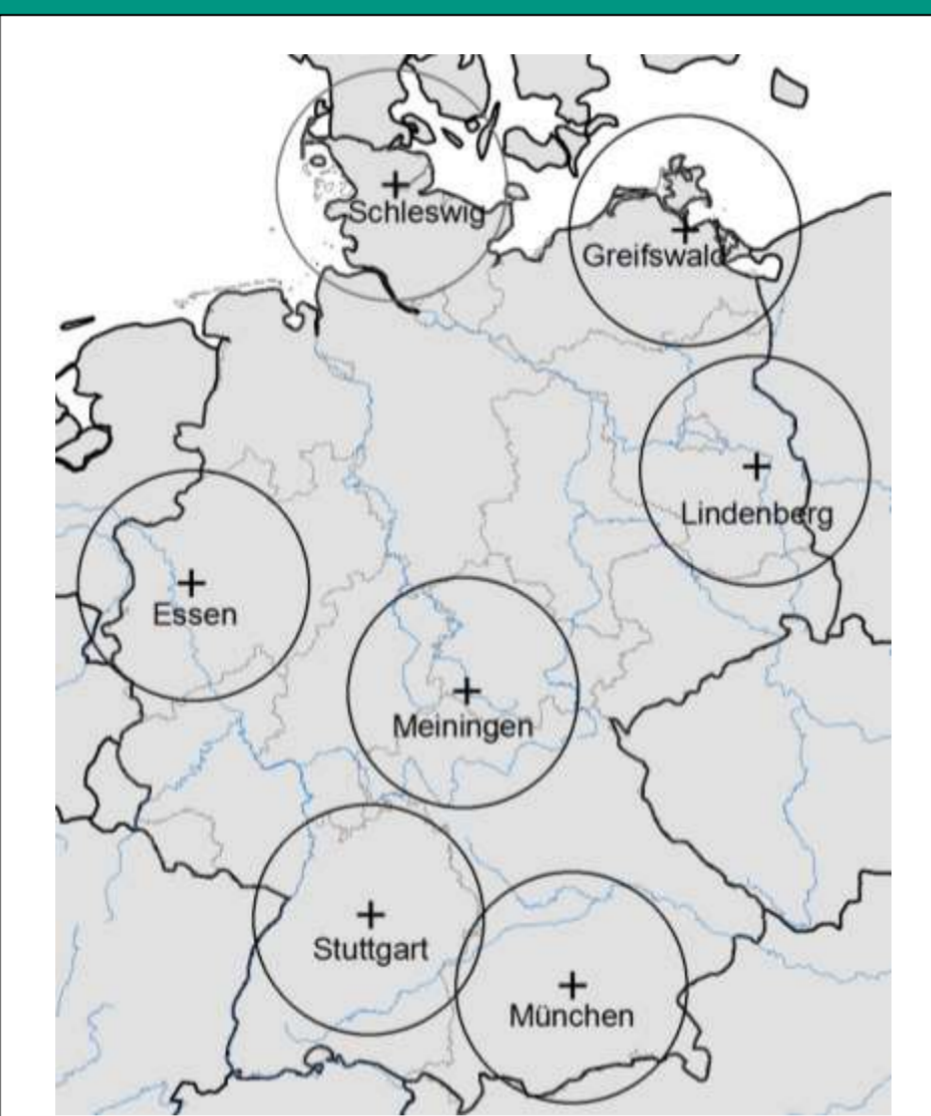 Schleswig
Greifswald
Lindenberg
Essen
Meiningen
Stuttgart
München